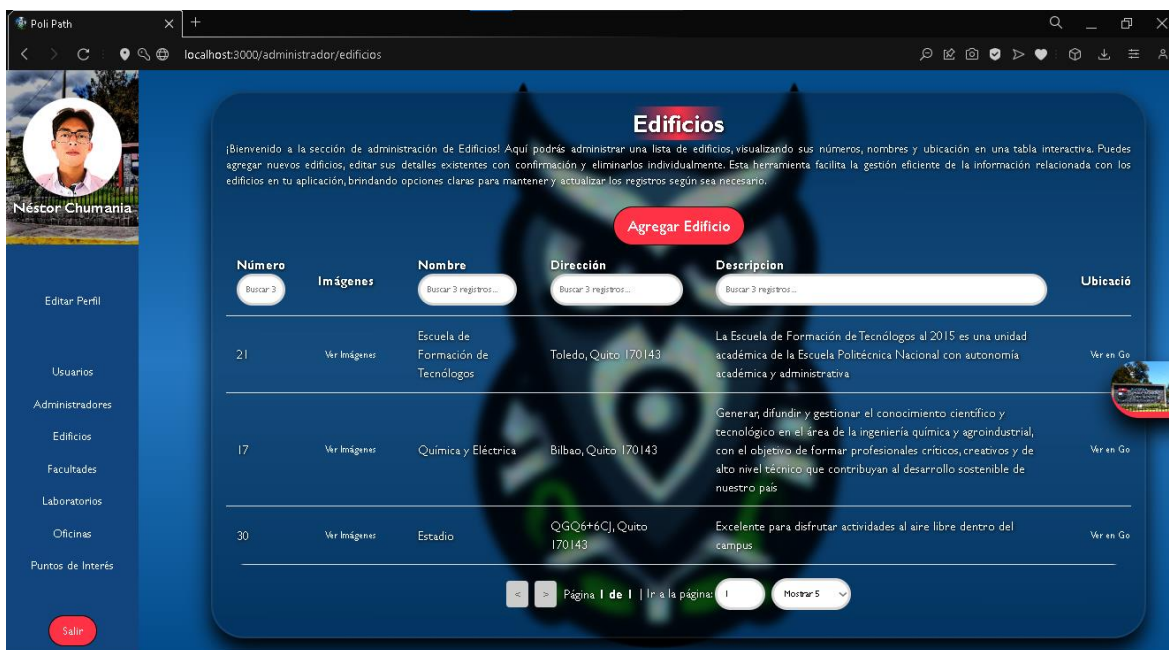 Poli Path
localhost:3000/administrador/edificios
Néstor Chumania
Editar Perfil
Usuarios
Administradores
Edificios
Facultades
Laboratorios
Oficinas
Puntos de Interés
Salir
Edificios
¡Bienvenido a la sección de administración de Edificios! Aquí podrás administrar una lista de edificios, visualizando sus números, nombres y ubicación en una tabla interactiva. Puedes
agregar nuevos edificios, editar sus detalles existentes con confirmación y eliminarlos individualmente. Esta herramienta facilita la gestión eficiente de la información relacionada con los
edificios en tu aplicación, brindando opciones claras para mantener y actualizar los registros según sea necesario.
Agregar Edificio
Número Imágenes Nombre Dirección Descripcion Ubicació
Buscar 3 Buscar 3 registros... Buscar 3 registros... Buscar 3 registros...
21 Ver Imágenes Escuela de Formación de Tecnólogos Toledo, Quito 170143 La Escuela de Formación de Tecnólogos al 2015 es una unidad
académica de la Escuela Politécnica Nacional con autonomía
académica y administrativa
Ver en Go
17 Ver Imágenes Química y Eléctrica Bilbao, Quito 170143 Generar, difundir y gestionar el conocimiento científico y
tecnológico en el área de la ingeniería química y agroindustrial,
con el objetivo de formar profesionales críticos, creativos y de
alto nivel técnico que contribuyan al desarrollo sostenible de
nuestro país
Ver en Go
30 Ver Imágenes Estadio QGQ6+6CJ, Quito 170143 Excelente para disfrutar actividades al aire libre dentro del
campus
Ver en Go
< > Página 1 de 1 | Ir a la página: 1 Mostrar 5